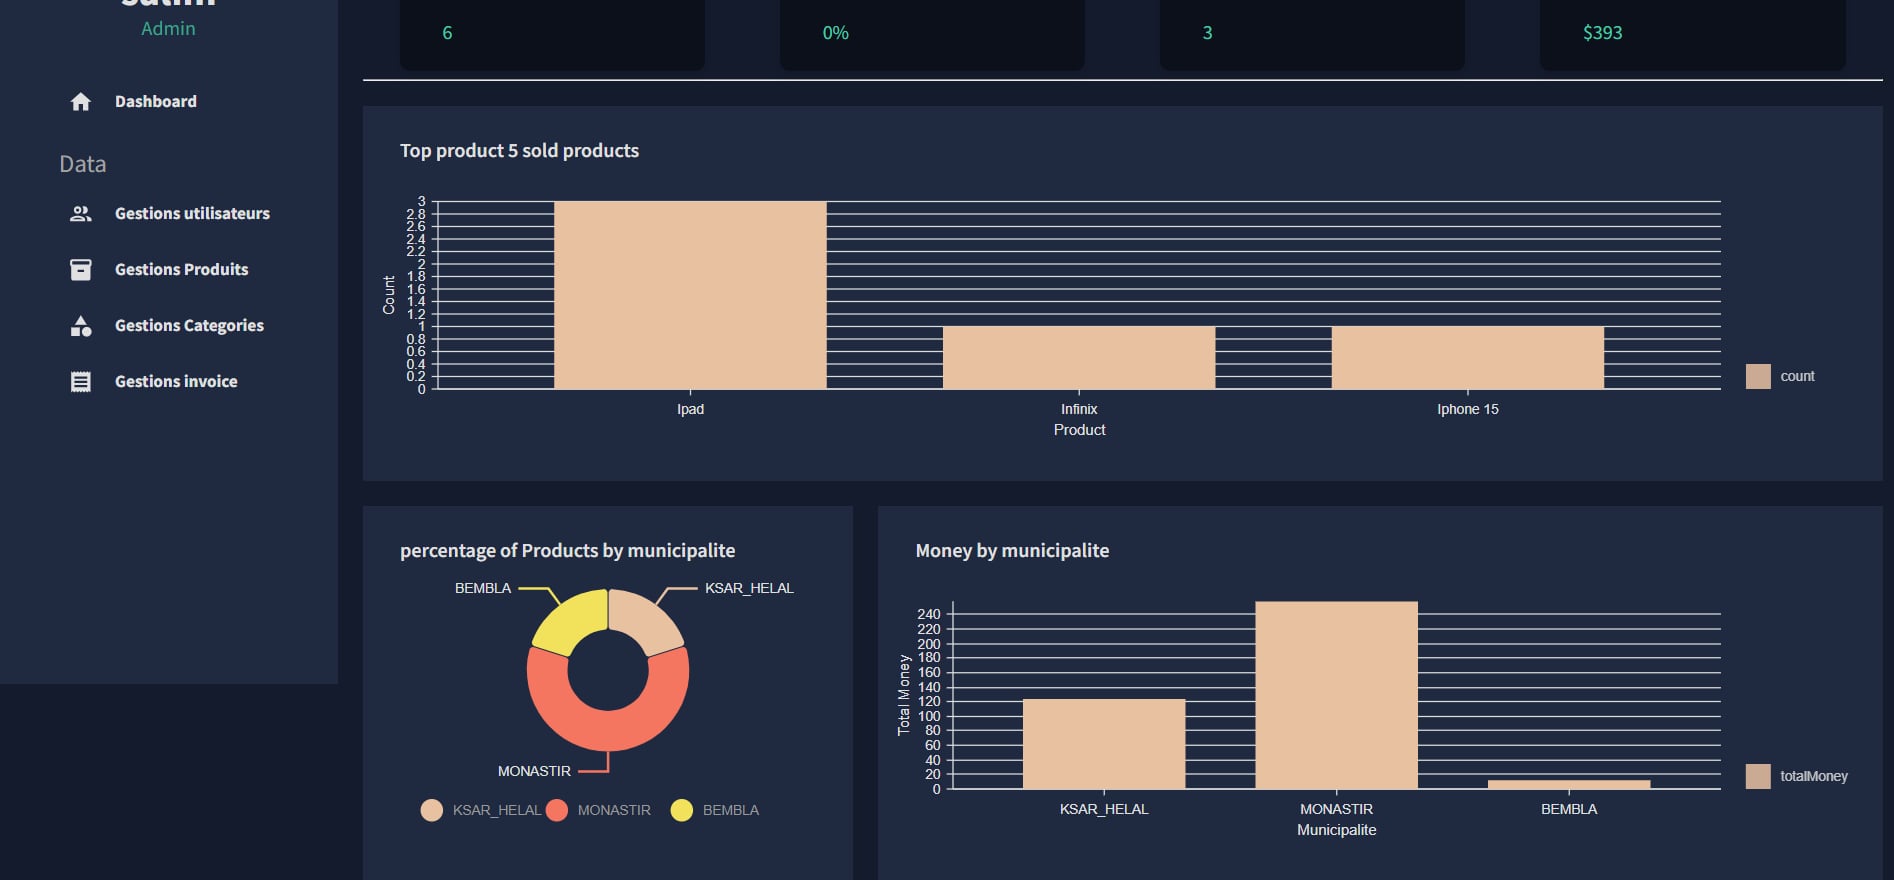 Admin
Dashboard
Data
Gestions utilisateurs
Gestions Produits
Gestions Categories
Gestions invoice
6
0%
3
$393
Top product 5 sold products
3
2.8
2.6
2.4
2.2
2
1.8
1.6
1.4
1.2
1
0.8
0.6
0.4
0.2
0
Count
Ipad
Infinix
Iphone 15
Product
count
percentage of Products by municipalite
BEMBLA
KSAR_HELAL
MONASTIR
KSAR_HELAL
MONASTIR
BEMBLA
Money by municipalite
240
220
200
180
160
140
120
100
80
60
40
20
0
Total Money
KSAR_HELAL
MONASTIR
BEMBLA
Municipalite
totalMoney